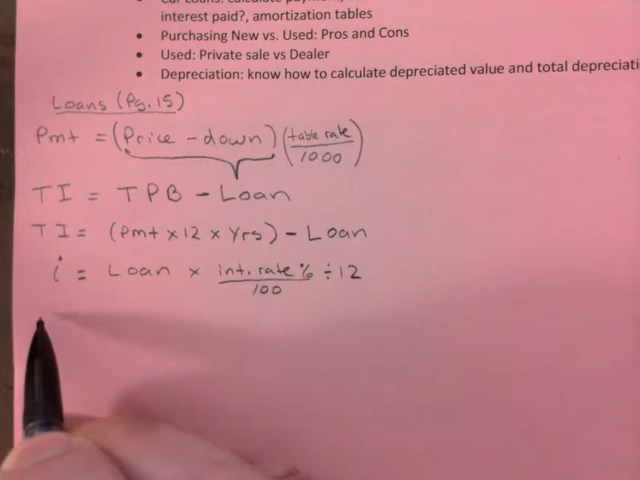 interest paid?, amortization tables
• Purchasing New vs. Used: Pros and Cons
• Used: Private sale vs Dealer
• Depreciation: know how to calculate depreciated value and total depreciati
Loans (Pg. 15)
Pmt = (Price - down) (table rate / 1000)
TI = TPB - Loan
TI = (Pmt x 12 x Yrs) - Loan
i = Loan x int. rate % / 100 ÷ 12